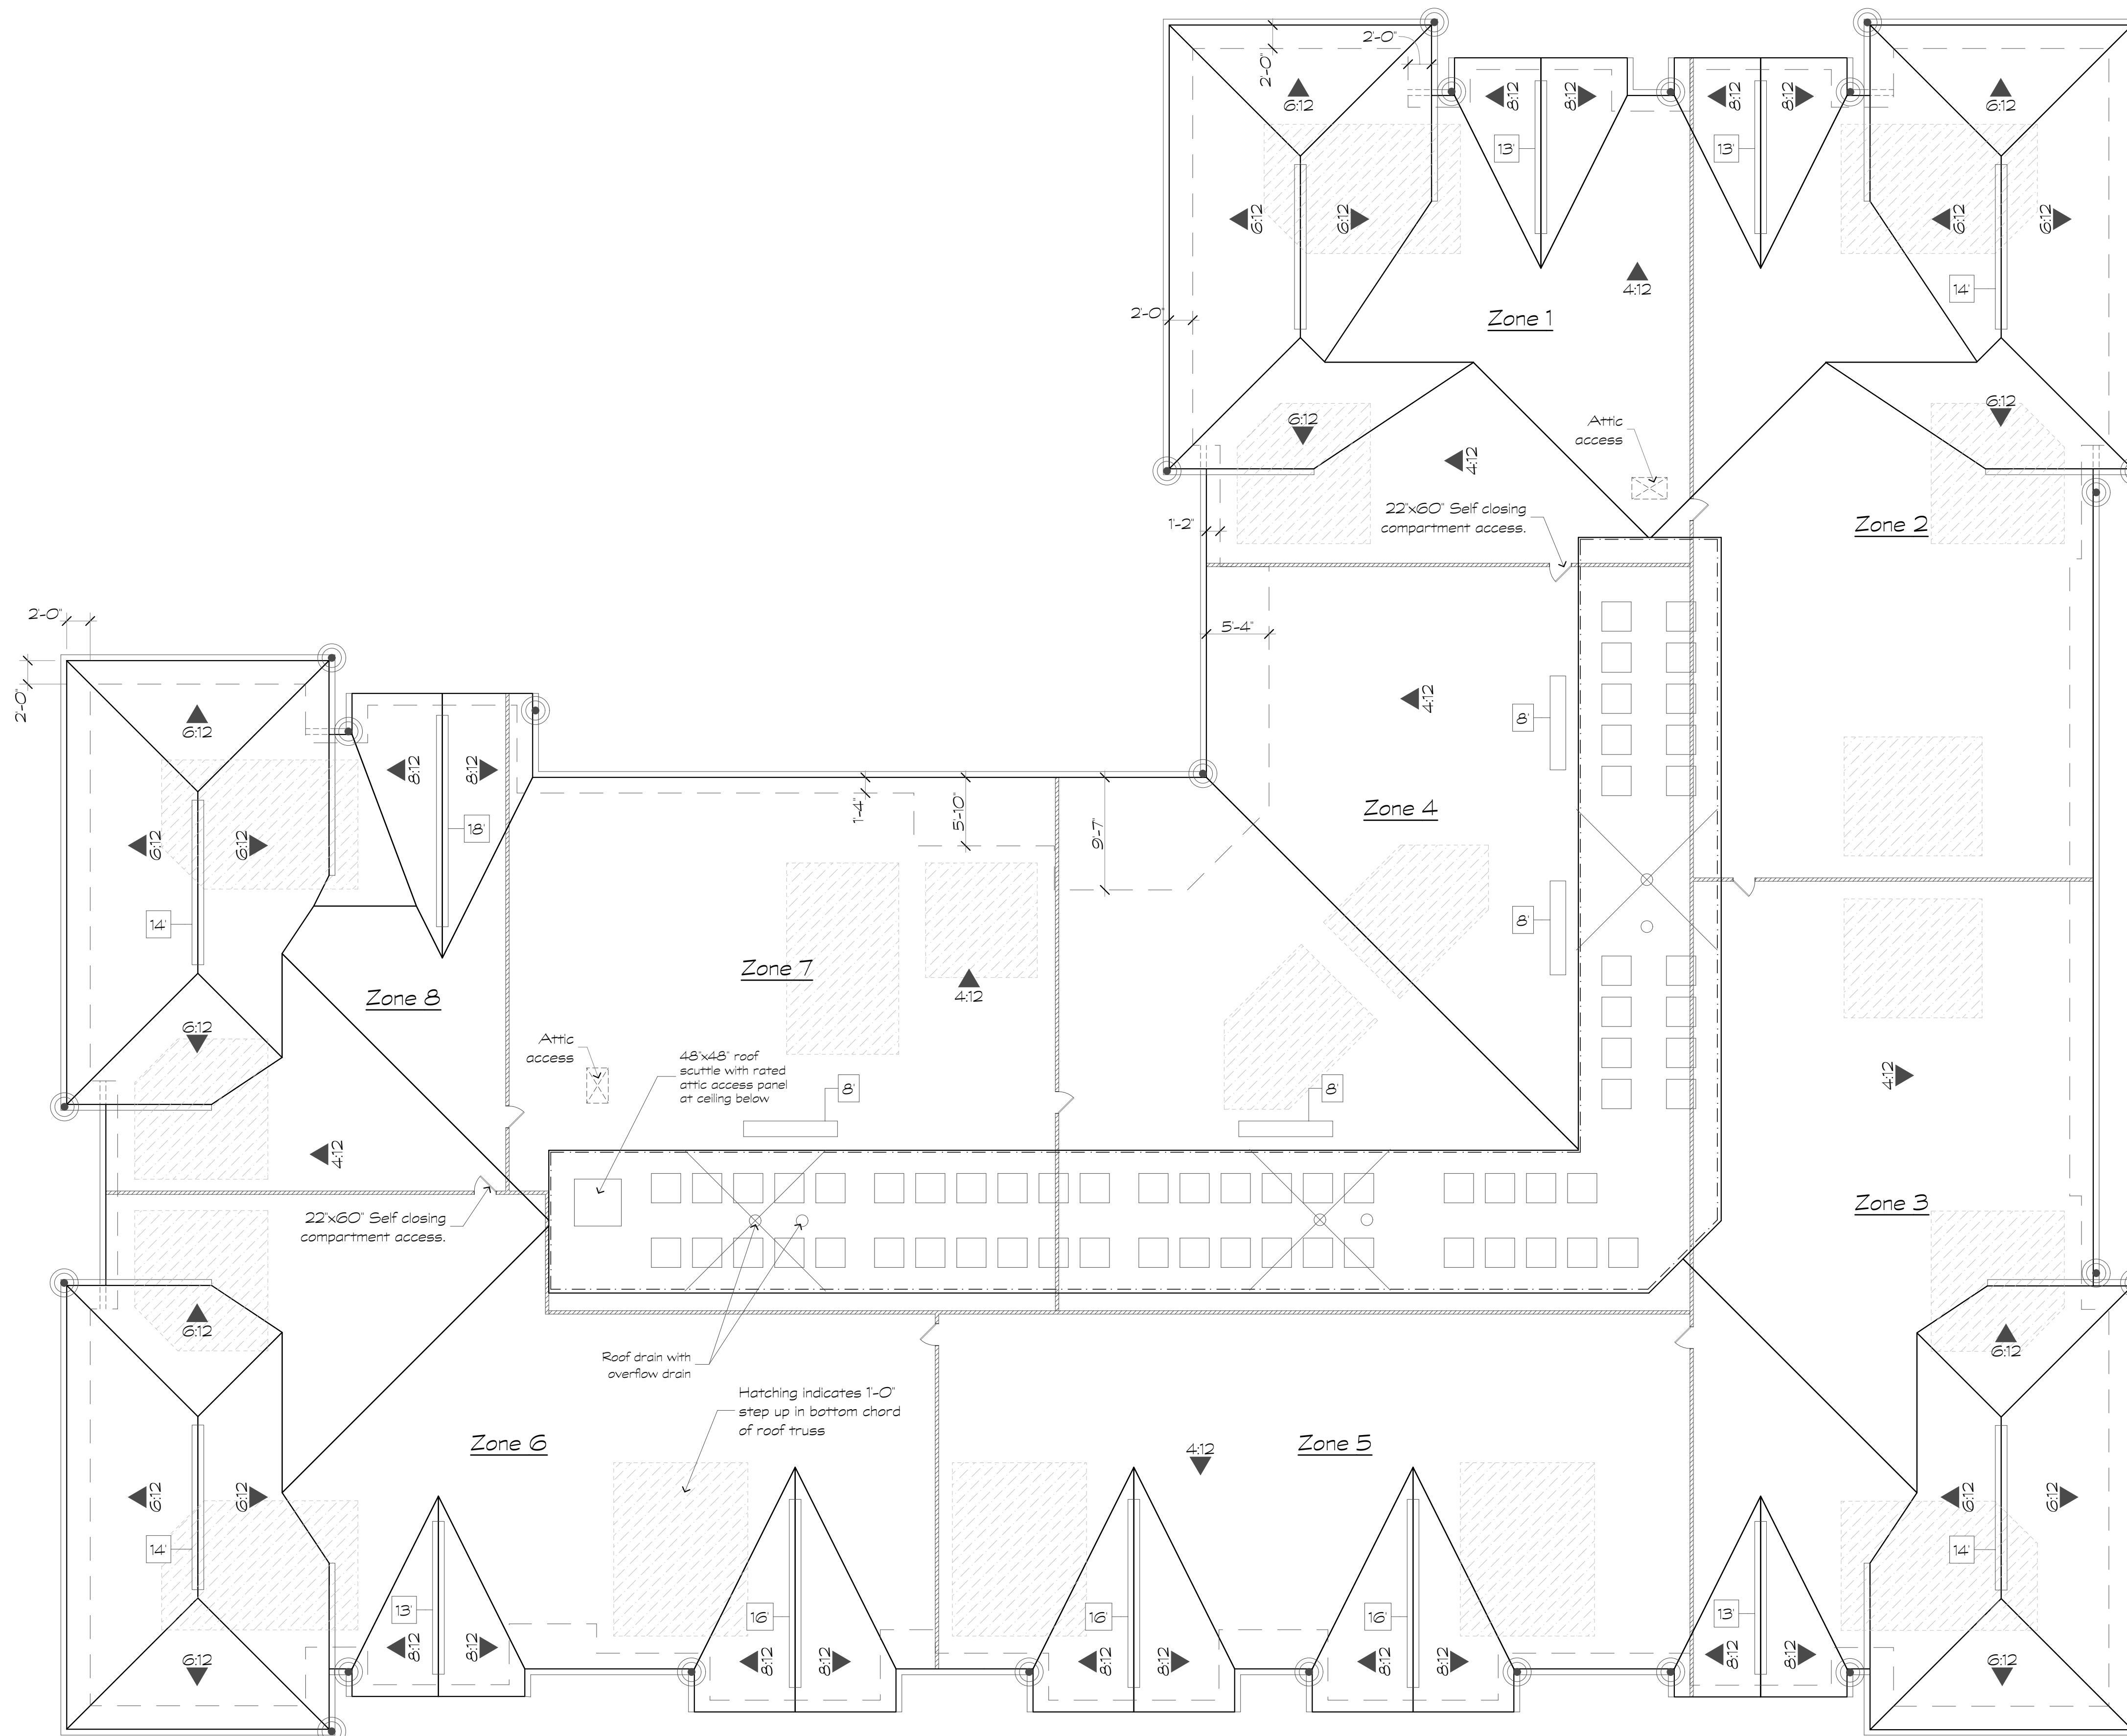 2'-0"
2'-0"
6:12
8:12
8:12
8:12
8:12
6:12
13'
13'
6:12
6:12
6:12
6:12
4:12
14'
2'-0"
Zone 1
6:12
6:12
Attic
access
4:12
22"x60" Self closing
compartment access.
1'-2"
Zone 2
2'-0"
5'-4"
2'-0"
4:12
8'
6:12
8:12
8:12
1'-4"
5'-10"
9'-7"
Zone 4
18'
6:12
6:12
14'
8'
Zone 7
4:12
Zone 8
6:12
Attic
access
48"x48" roof
scuttle with rated
attic access panel
at ceiling below
8'
8'
4:12
4:12
22"x60" Self closing
compartment access.
Zone 3
6:12
Roof drain with
overflow drain
6:12
Hatching indicates 1'-0"
step up in bottom chord
of roof truss
Zone 6
Zone 5
4:12
6:12
6:12
6:12
6:12
14'
14'
13'
16'
16'
16'
13'
8:12
8:12
8:12
8:12
8:12
8:12
8:12
8:12
8:12
8:12
6:12
6:12